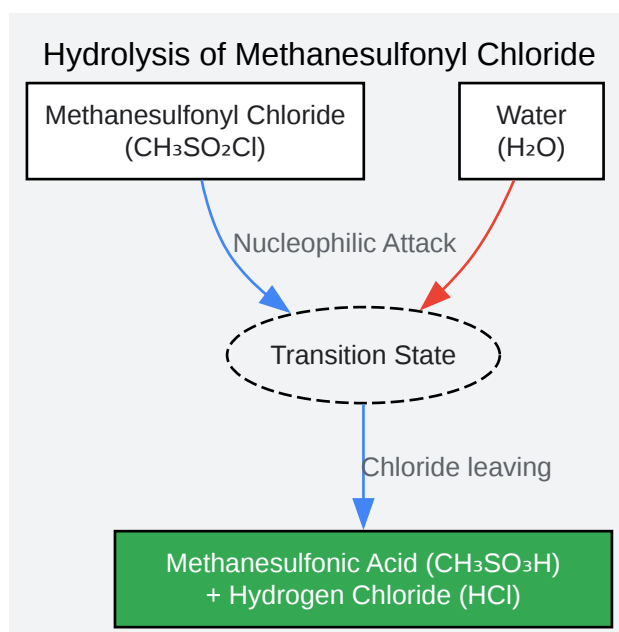 Hydrolysis of Methanesulfonyl Chloride
Methanesulfonyl Chloride
(CH₃SO₂Cl)
Water
(H₂O)
Nucleophilic Attack
Transition State
Chloride leaving
Methanesulfonic Acid (CH₃SO₃H)
+ Hydrogen Chloride (HCl)